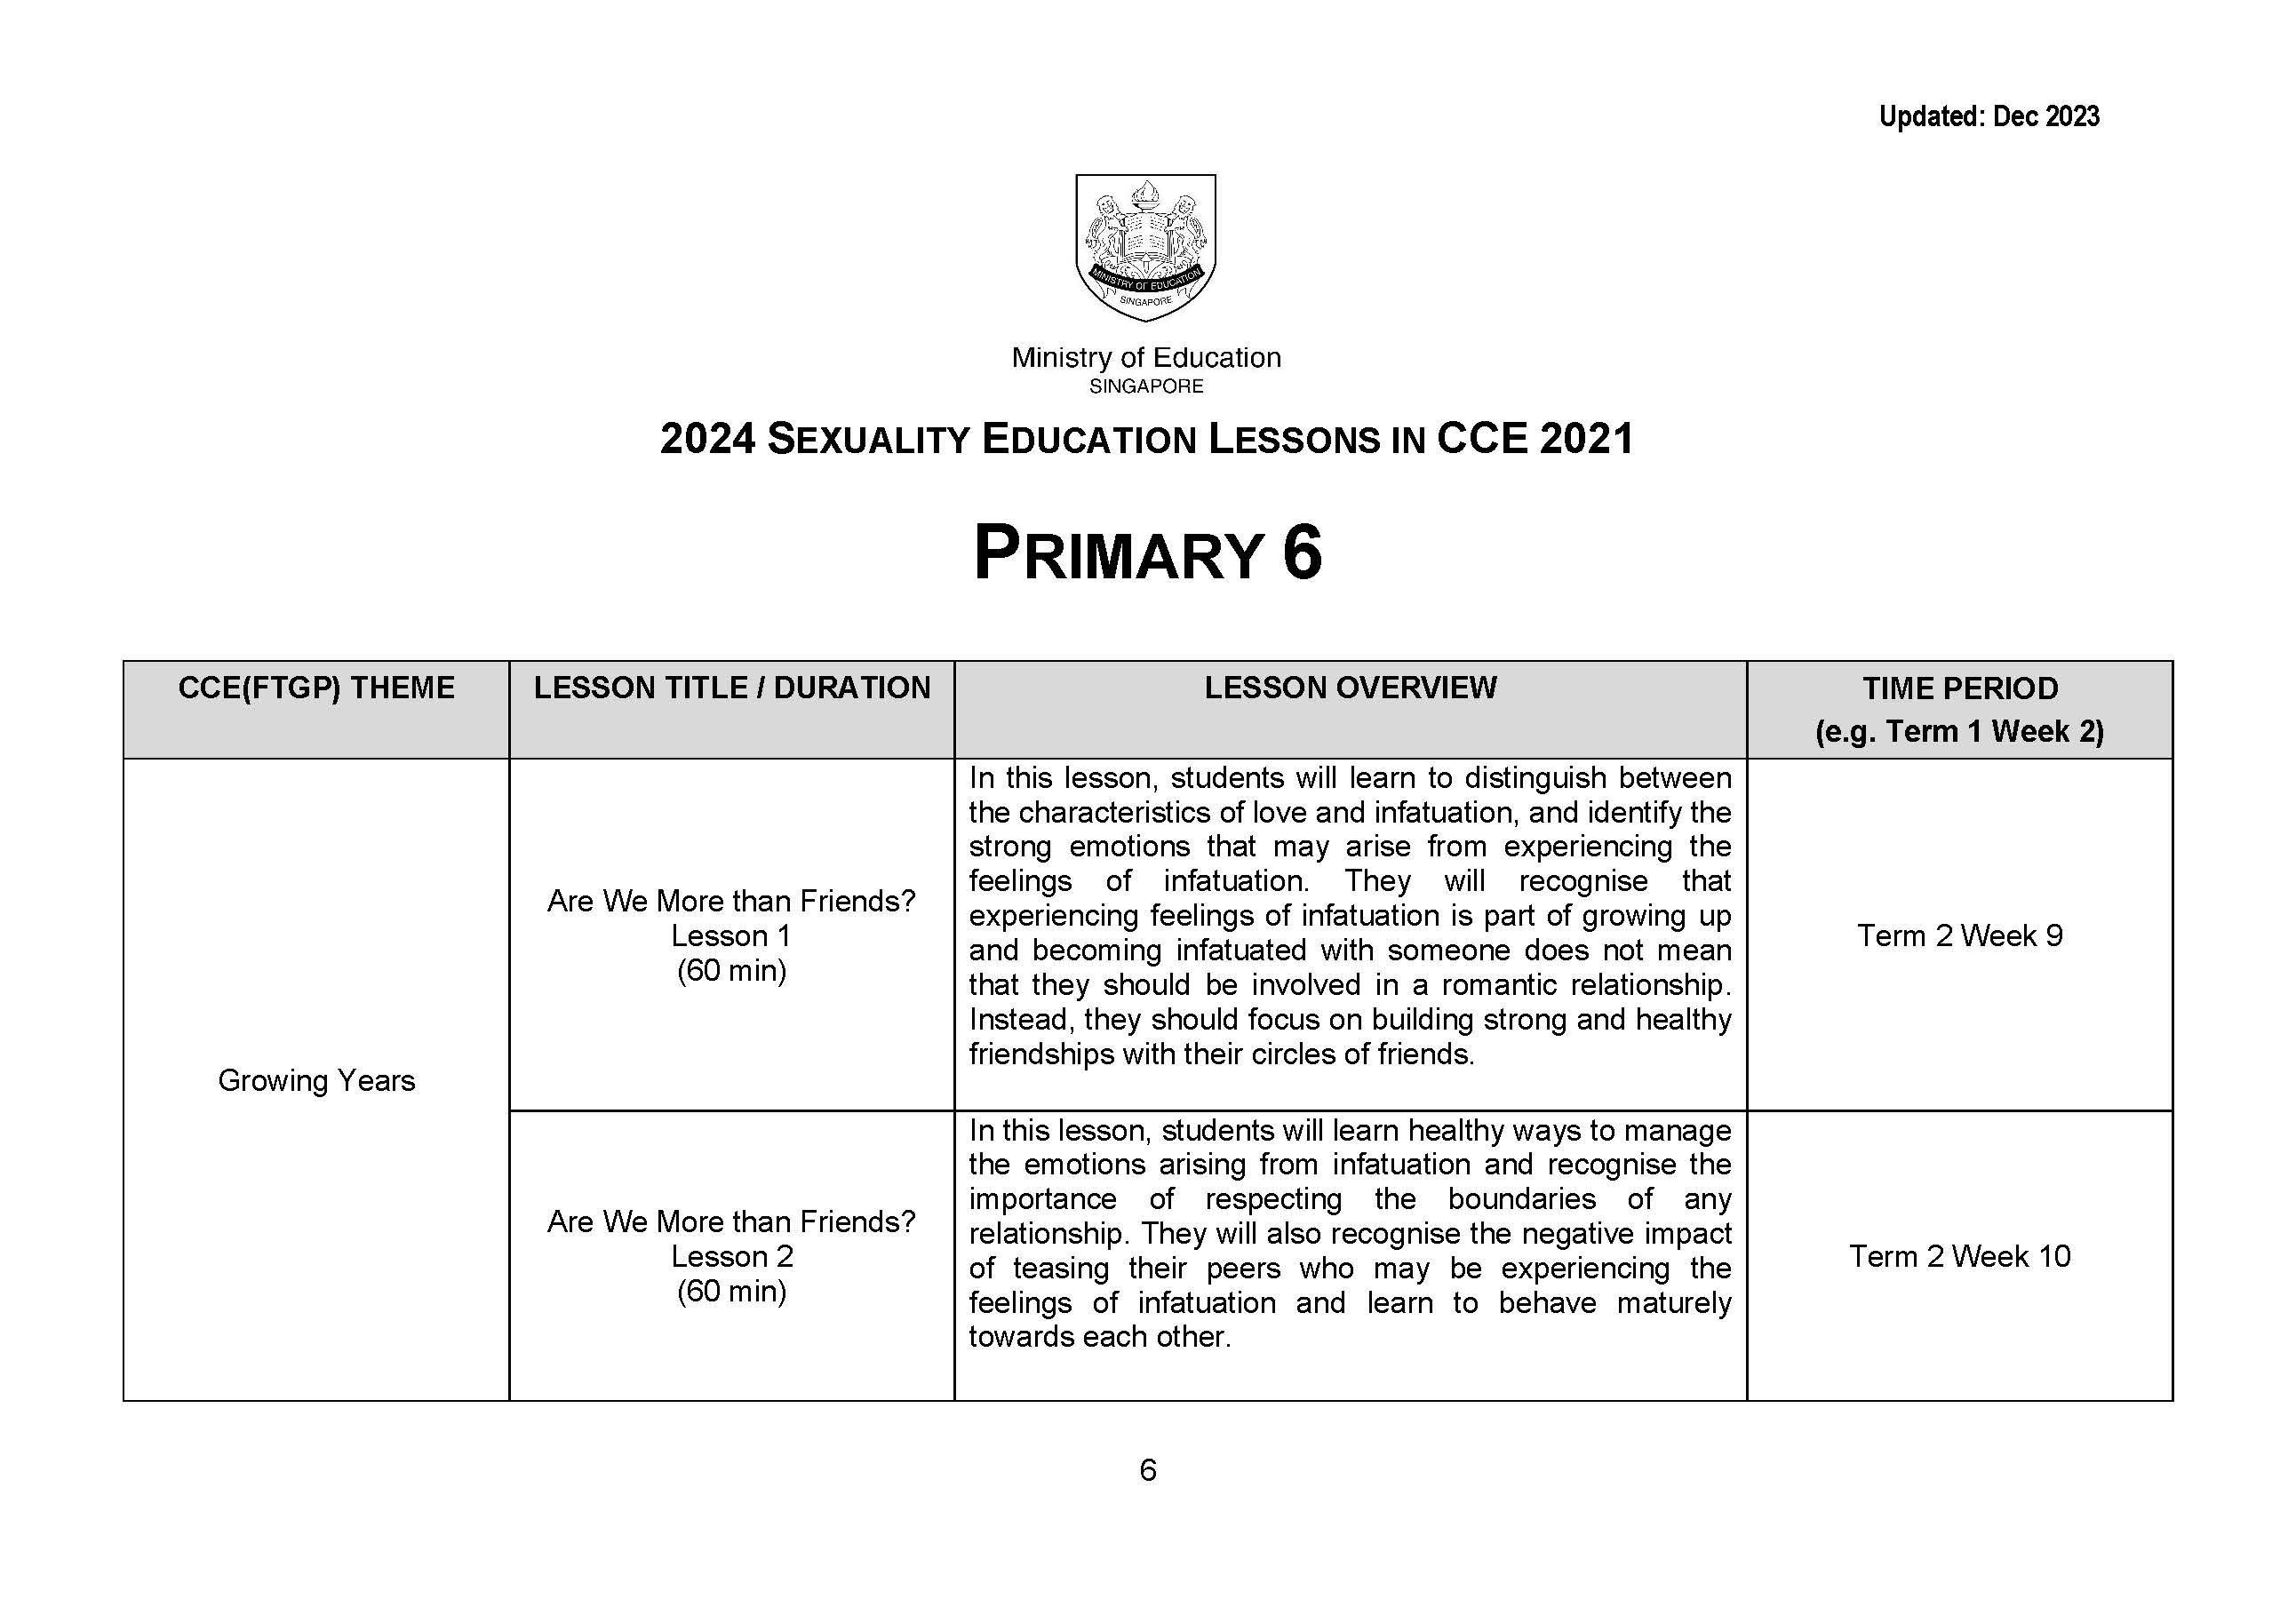 Updated: Dec 2023
MINISTRY OF EDUCATION
SINGAPORE
Ministry of Education
SINGAPORE
2024 SEXUALITY EDUCATION LESSONS IN CCE 2021
PRIMARY 6
CCE(FTGP) THEME
LESSON TITLE / DURATION
LESSON OVERVIEW
TIME PERIOD
(e.g. Term 1 Week 2)
Growing Years
Are We More than Friends?
Lesson 1
(60 min)
In this lesson, students will learn to distinguish between
the characteristics of love and infatuation, and identify the
strong emotions that may arise from experiencing the
feelings of infatuation. They will recognise that
experiencing feelings of infatuation is part of growing up
and becoming infatuated with someone does not mean
that they should be involved in a romantic relationship.
Instead, they should focus on building strong and healthy
friendships with their circles of friends.
Term 2 Week 9
Are We More than Friends?
Lesson 2
(60 min)
In this lesson, students will learn healthy ways to manage
the emotions arising from infatuation and recognise the
importance of respecting the boundaries of any
relationship. They will also recognise the negative impact
of teasing their peers who may be experiencing the
feelings of infatuation and learn to behave maturely
towards each other.
Term 2 Week 10
6